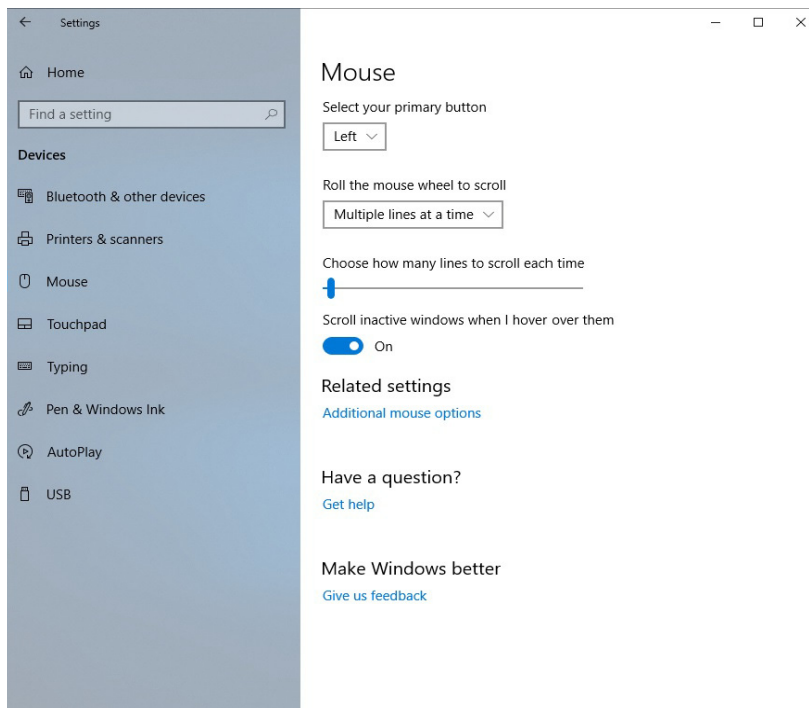 Settings
Home
Find a setting
Devices
Bluetooth & other devices
Printers & scanners
Mouse
Touchpad
Typing
Pen & Windows Ink
AutoPlay
USB
Mouse
Select your primary button
Left
Roll the mouse wheel to scroll
Multiple lines at a time
Choose how many lines to scroll each time
Scroll inactive windows when I hover over them
On
Related settings
Additional mouse options
Have a question?
Get help
Make Windows better
Give us feedback